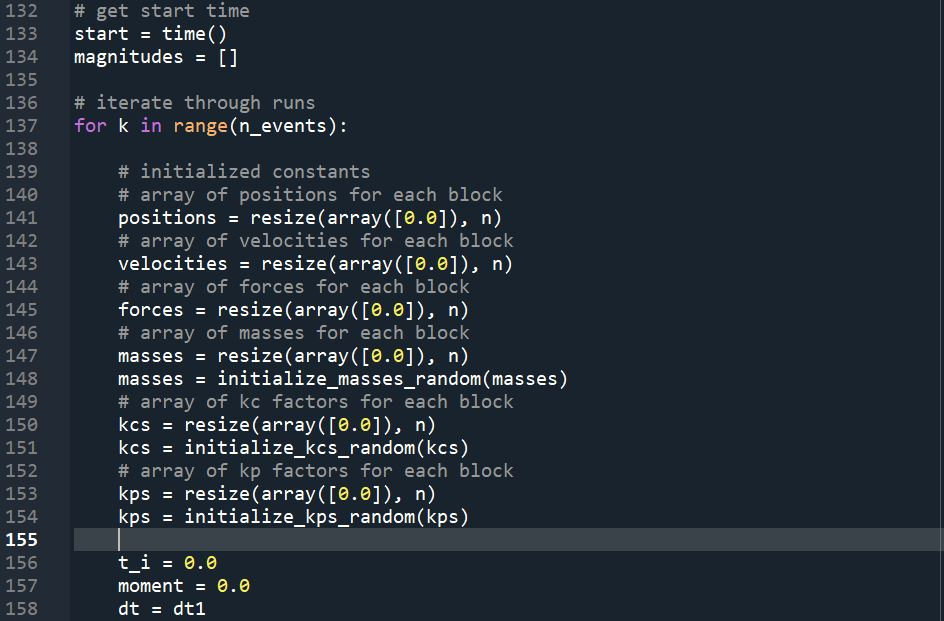 132 # get start time
133 start = time()
134 magnitudes = []
135
136 # iterate through runs
137 for k in range(n_events):
138
139     # initialized constants
140     # array of positions for each block
141     positions = resize(array([0.0]), n)
142     # array of velocities for each block
143     velocities = resize(array([0.0]), n)
144     # array of forces for each block
145     forces = resize(array([0.0]), n)
146     # array of masses for each block
147     masses = resize(array([0.0]), n)
148     masses = initialize_masses_random(masses)
149     # array of kc factors for each block
150     kcs = resize(array([0.0]), n)
151     kcs = initialize_kcs_random(kcs)
152     # array of kp factors for each block
153     kps = resize(array([0.0]), n)
154     kps = initialize_kps_random(kps)
155
156     t_i = 0.0
157     moment = 0.0
158     dt = dt1